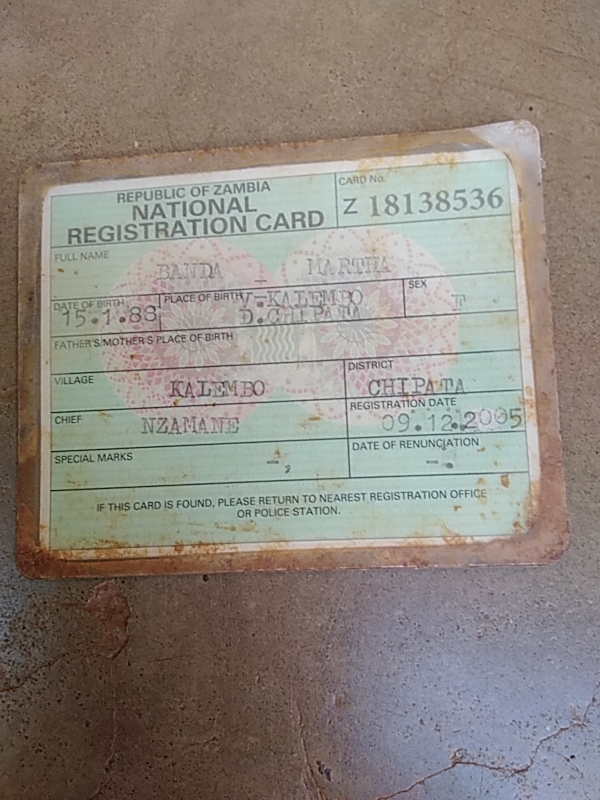 REPUBLIC OF ZAMBIA
NATIONAL
REGISTRATION CARD
CARD No.
Z 18138536
FULL NAME
BANDA _ MARTHA
DATE OF BIRTH
15.1.88
PLACE OF BIRTH
V-KALEMBO
D.CHIPATA
SEX
F
FATHER'S/MOTHER'S PLACE OF BIRTH
VILLAGE
KALEMBO
DISTRICT
CHIPATA
CHIEF
NZAMANE
REGISTRATION DATE
09.12.2005
SPECIAL MARKS
-,
DATE OF RENUNCIATION
-.
IF THIS CARD IS FOUND, PLEASE RETURN TO NEAREST REGISTRATION OFFICE
OR POLICE STATION.